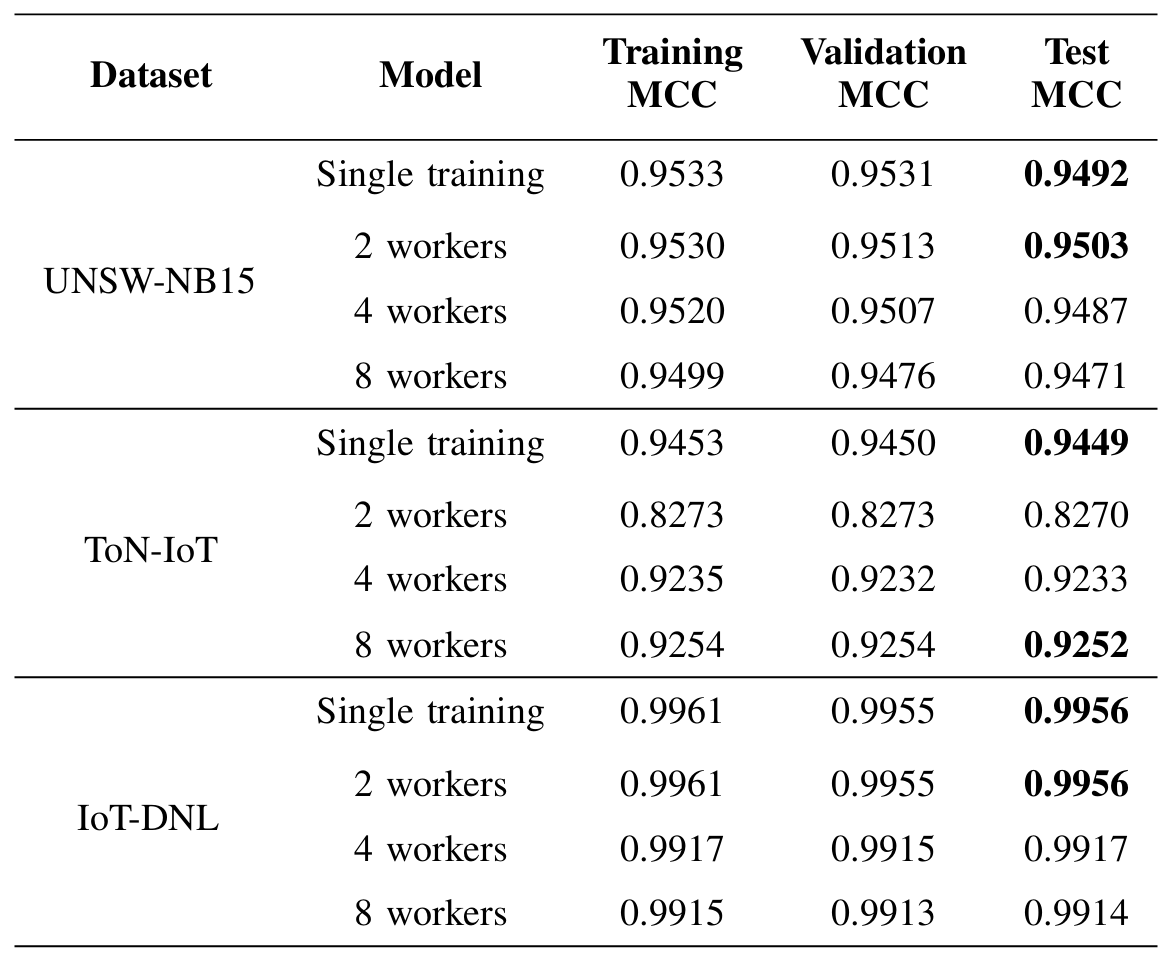 Dataset Model Training MCC Validation MCC Test MCC
UNSW-NB15
Single training 0.9533 0.9531 0.9492
2 workers 0.9530 0.9513 0.9503
4 workers 0.9520 0.9507 0.9487
8 workers 0.9499 0.9476 0.9471
ToN-IoT
Single training 0.9453 0.9450 0.9449
2 workers 0.8273 0.8273 0.8270
4 workers 0.9235 0.9232 0.9233
8 workers 0.9254 0.9254 0.9252
IoT-DNL
Single training 0.9961 0.9955 0.9956
2 workers 0.9961 0.9955 0.9956
4 workers 0.9917 0.9915 0.9917
8 workers 0.9915 0.9913 0.9914